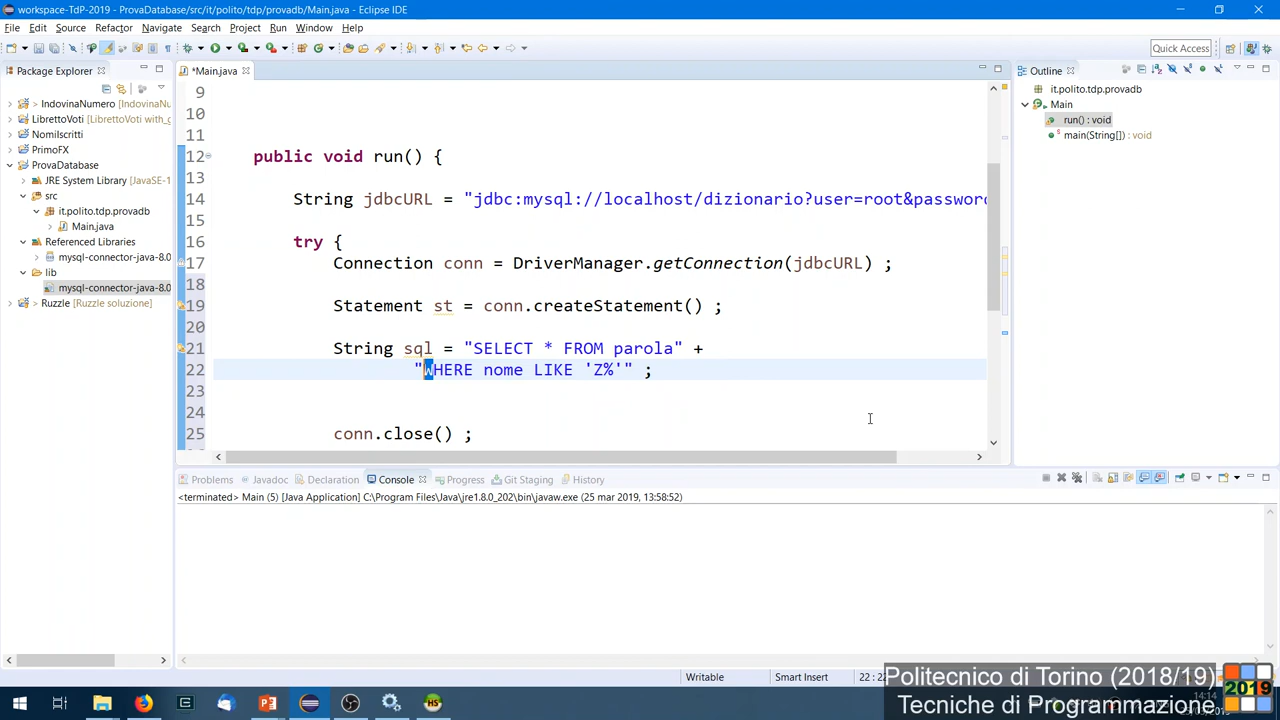 workspace-TdP-2019 - ProvaDatabase/src/it/polito/tdp/provadb/Main.java - Eclipse IDE
File Edit Source Refactor Navigate Search Project Run Window Help
Quick Access
Package Explorer
*Main.java
Outline
> IndovinaNumero [IndovinaNu
LibrettoVoti [LibrettoVoti with_g
NomiIscritti
PrimoFX
ProvaDatabase
JRE System Library [JavaSE-1
src
it.polito.tdp.provadb
Main.java
Referenced Libraries
mysql-connector-java-8.0
lib
mysql-connector-java-8.0
> Ruzzle [Ruzzle soluzione]
9
10
11
12 public void run() {
13
14 String jdbcURL = "jdbc:mysql://localhost/dizionario?user=root&password
15
16 try {
17 Connection conn = DriverManager.getConnection(jdbcURL) ;
18
19 Statement st = conn.createStatement() ;
20
21 String sql = "SELECT * FROM parola" +
22 "WHERE nome LIKE 'Z%'" ;
23
24
25 conn.close() ;
it.polito.tdp.provadb
Main
run() : void
main(String[]) : void
Problems Javadoc Declaration Console Progress Git Staging History
<terminated> Main (5) [Java Application] C:\Program Files\Java\jre1.8.0_202\bin\javaw.exe (25 mar 2019, 13:58:52)
Writable Smart Insert 22 : 22
Politecnico di Torino (2018/19)
Tecniche di Programmazione
2019
14:14